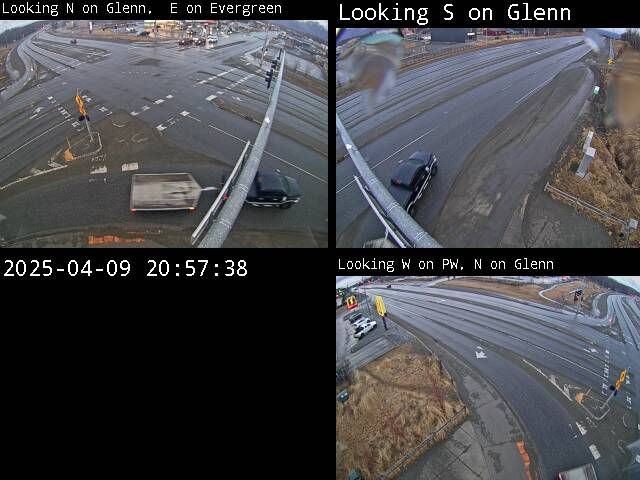 Looking N on Glenn,  E on Evergreen
Looking S on Glenn
2025-04-09 20:57:38
Looking W on PW, N on Glenn